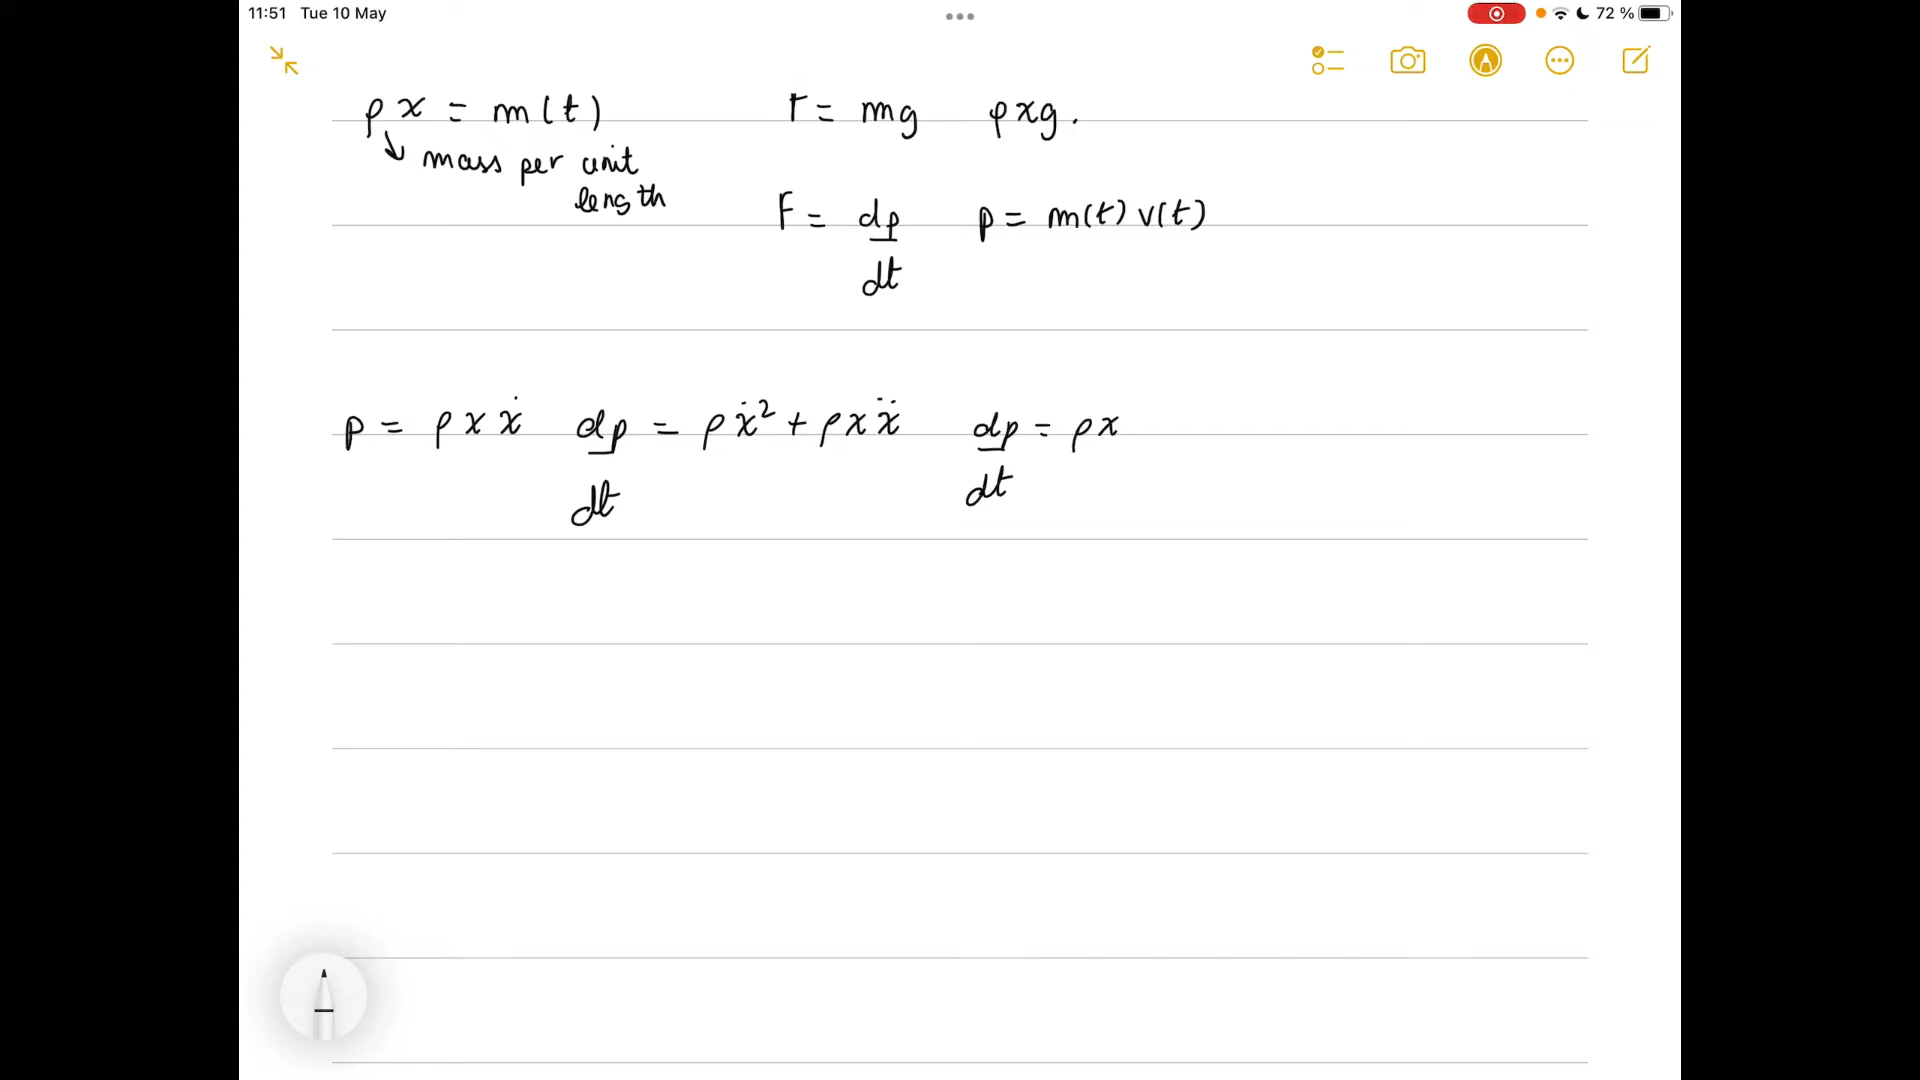 11:51 Tue 10 May 72 %
ρx = m(t) F = mg ρxg.
mass per unit
length
F = dp/dt p = m(t) v(t)
p = ρxẋ dp/dt = ρẋ² + ρxẍ dp/dt = ρx